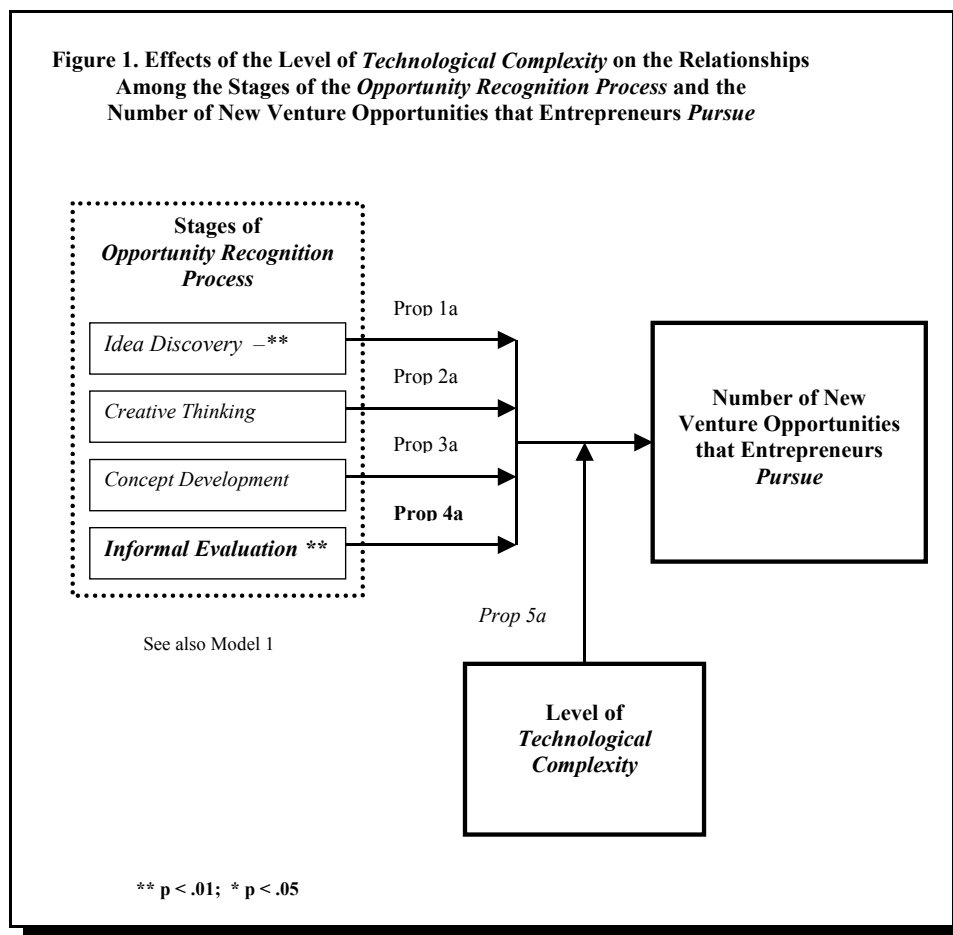 Figure 1. Effects of the Level of Technological Complexity on the Relationships
Among the Stages of the Opportunity Recognition Process and the
Number of New Venture Opportunities that Entrepreneurs Pursue
Stages of
Opportunity Recognition
Process
Idea Discovery –**
Creative Thinking
Concept Development
Informal Evaluation **
See also Model 1
Prop 1a
Prop 2a
Prop 3a
Prop 4a
Prop 5a
Number of New
Venture Opportunities
that Entrepreneurs
Pursue
Level of
Technological
Complexity
** p < .01; * p < .05